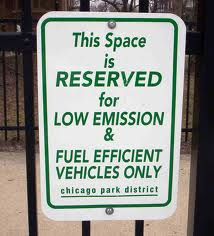 This Space
is
RESERVED
for
LOW EMISSION
&
FUEL EFFICIENT
VEHICLES ONLY
chicago park district